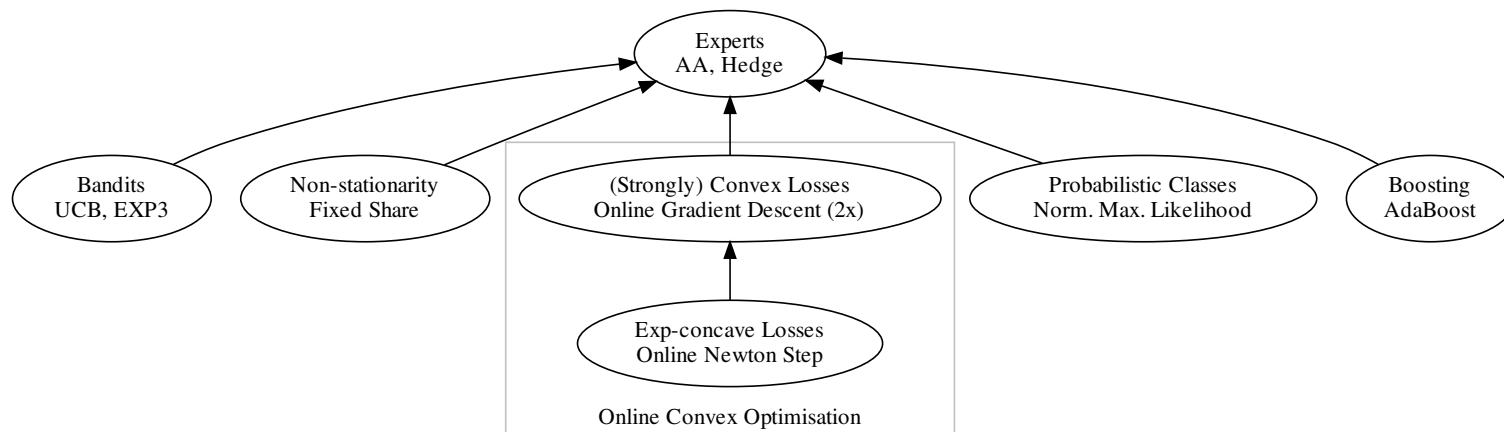 Experts
AA, Hedge
Bandits
UCB, EXP3
Non-stationarity
Fixed Share
(Strongly) Convex Losses
Online Gradient Descent (2x)
Probabilistic Classes
Norm. Max. Likelihood
Boosting
AdaBoost
Exp-concave Losses
Online Newton Step
Online Convex Optimisation